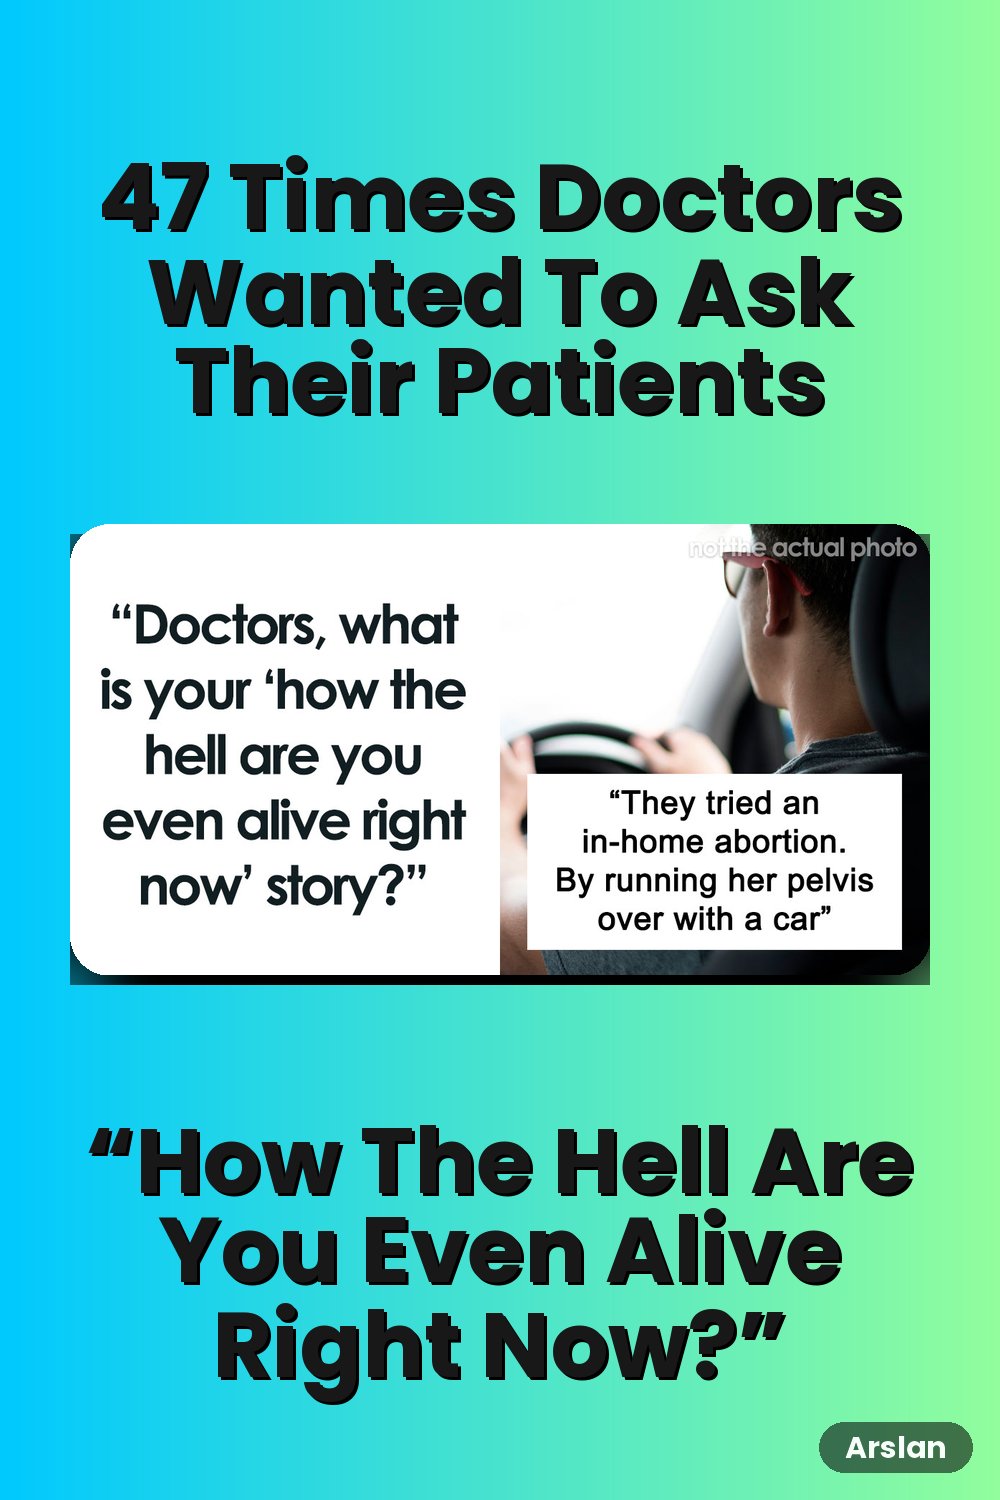 47 Times Doctors
Wanted To Ask
Their Patients
not the actual photo
“Doctors, what
is your ‘how the
hell are you
even alive right
now’ story?”
“They tried an
in-home abortion.
By running her pelvis
over with a car”
“How The Hell Are
You Even Alive
Right Now?”
Arslan